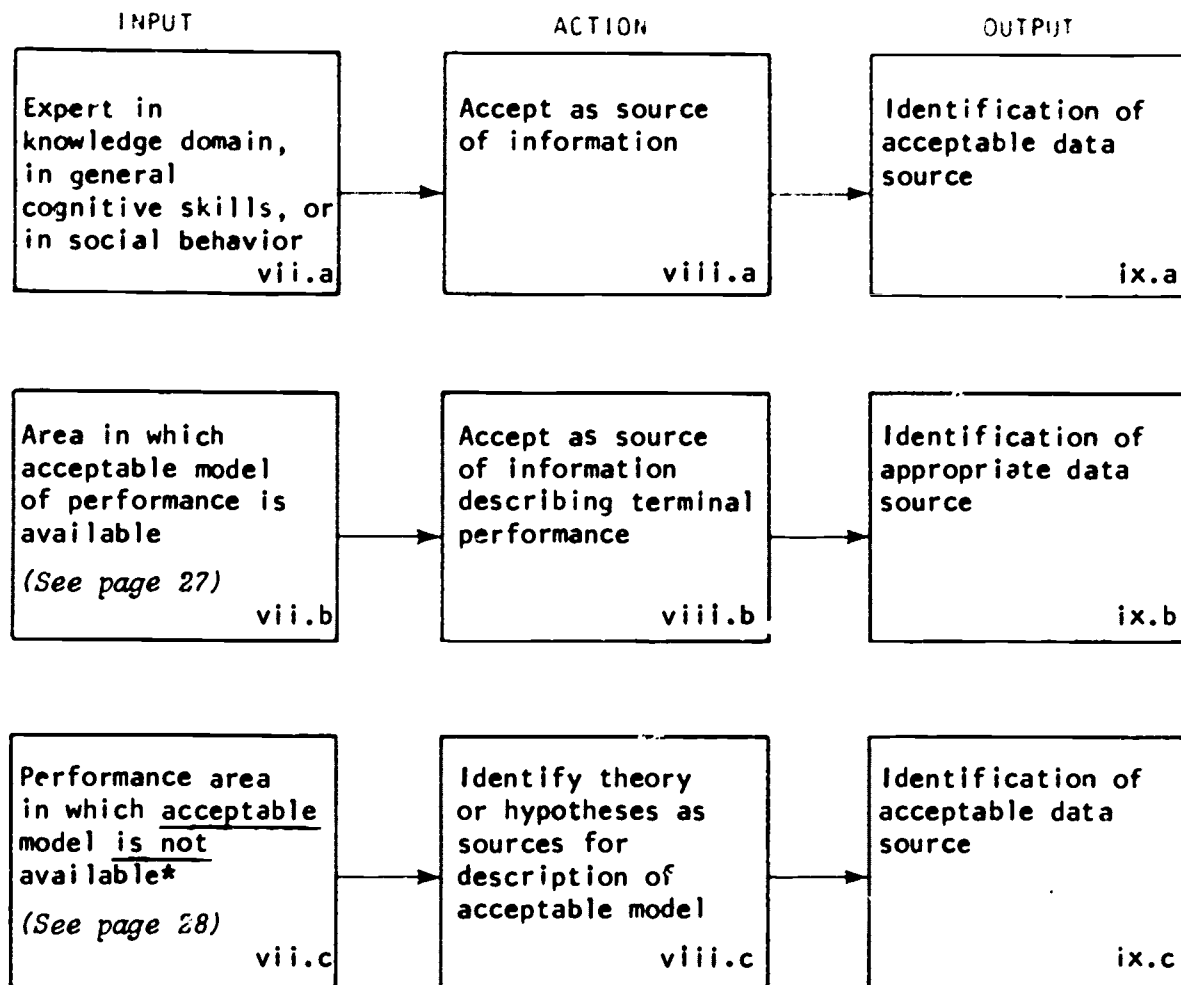 INPUT
ACTION
OUTPUT
Expert in
knowledge domain,
in general
cognitive skills, or
in social behavior
vii.a
Accept as source
of information
viii.a
Identification of
acceptable data
source
ix.a
Area in which
acceptable model
of performance is
available
(See page 27)
vii.b
Accept as source
of information
describing terminal
performance
viii.b
Identification of
appropriate data
source
ix.b
Performance area
in which acceptable
model is not
available*
(See page 28)
vii.c
Identify theory
or hypotheses as
sources for
description of
acceptable model
viii.c
Identification of
acceptable data
source
ix.c